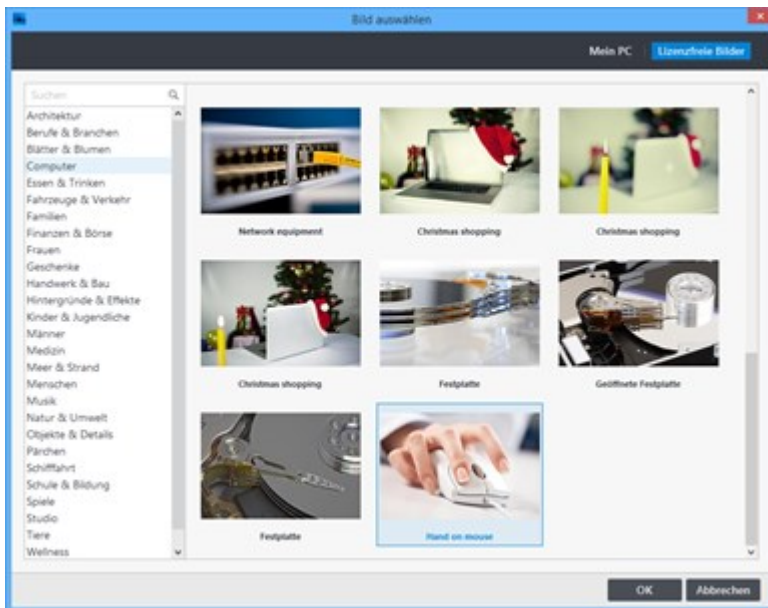 Bild auswählen
Mein PC
Lizenzfreie Bilder
Suchen
Architektur
Berufe & Branchen
Blätter & Blumen
Computer
Essen & Trinken
Fahrzeuge & Verkehr
Familien
Finanzen & Börse
Frauen
Geschenke
Handwerk & Bau
Hintergründe & Effekte
Kinder & Jugendliche
Männer
Medizin
Meer & Strand
Menschen
Musik
Natur & Umwelt
Objekte & Details
Pärchen
Schifffahrt
Schule & Bildung
Spiele
Studio
Tiere
Wellness
Network equipment
Christmas shopping
Christmas shopping
Christmas shopping
Festplatte
Geöffnete Festplatte
Festplatte
Hand on mouse
OK
Abbrechen